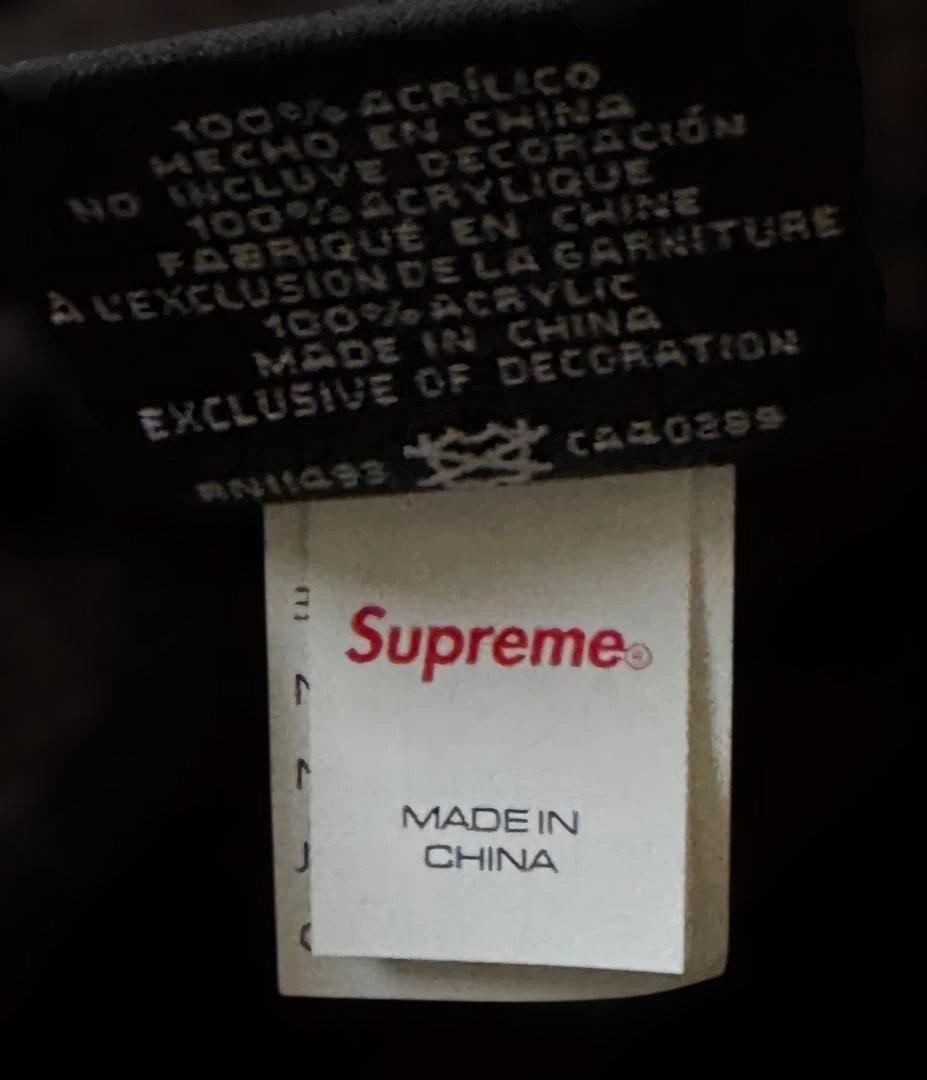 100% ACRÍLICO
HECHO EN CHINA
NO INCLUYE DECORACIÓN
100% ACRYLIQUE
FABRIQUÉ EN CHINE
À L'EXCLUSION DE LA GARNITURE
100% ACRYLIC
MADE IN CHINA
EXCLUSIVE OF DECORATION
RN11493 CA40289
Supreme®
MADE IN
CHINA